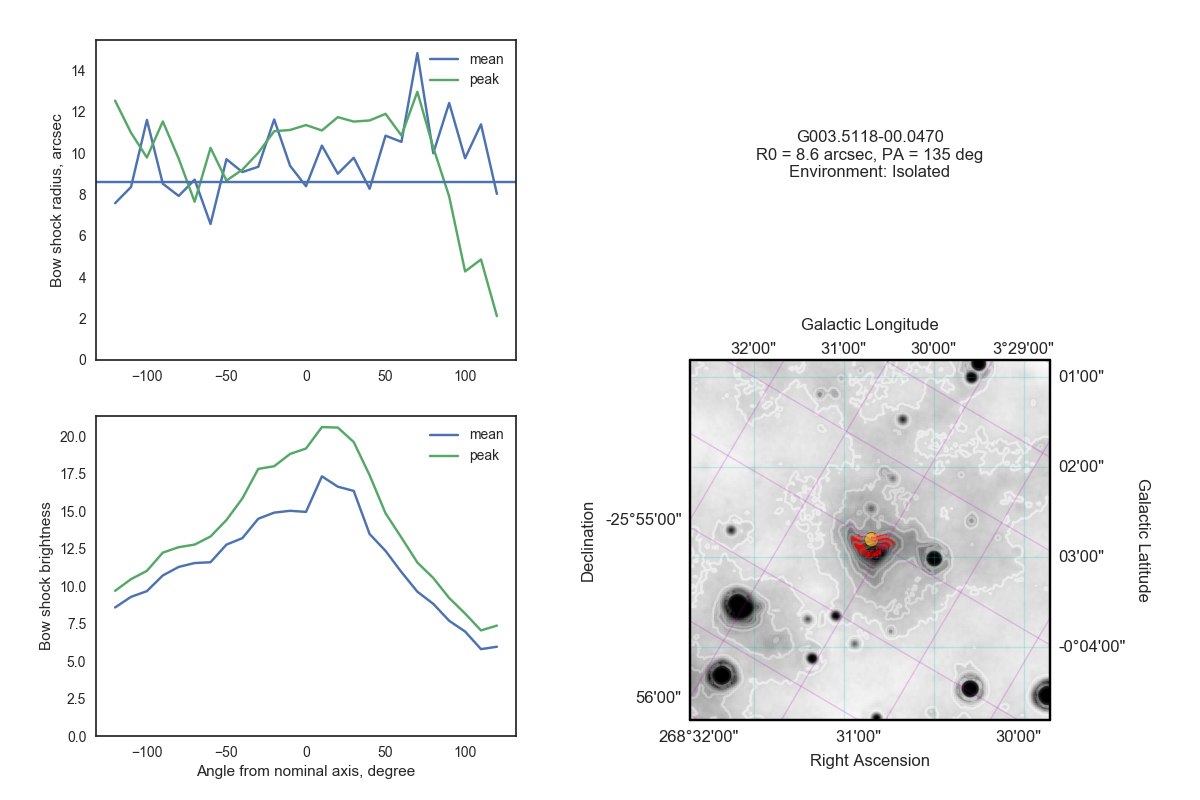 14
12
10
8
6
4
2
0
Bow shock radius, arcsec
mean
peak
−100
−50
0
50
100
G003.5118-00.0470
R0 = 8.6 arcsec, PA = 135 deg
Environment: Isolated
20.0
17.5
15.0
12.5
10.0
7.5
5.0
2.5
0.0
Bow shock brightness
mean
peak
−100
−50
0
50
100
Angle from nominal axis, degree
Galactic Longitude
32'00"
31'00"
30'00"
3°29'00"
01'00"
02'00"
03'00"
-0°04'00"
Galactic Latitude
Declination
-25°55'00"
56'00"
268°32'00"
31'00"
30'00"
Right Ascension